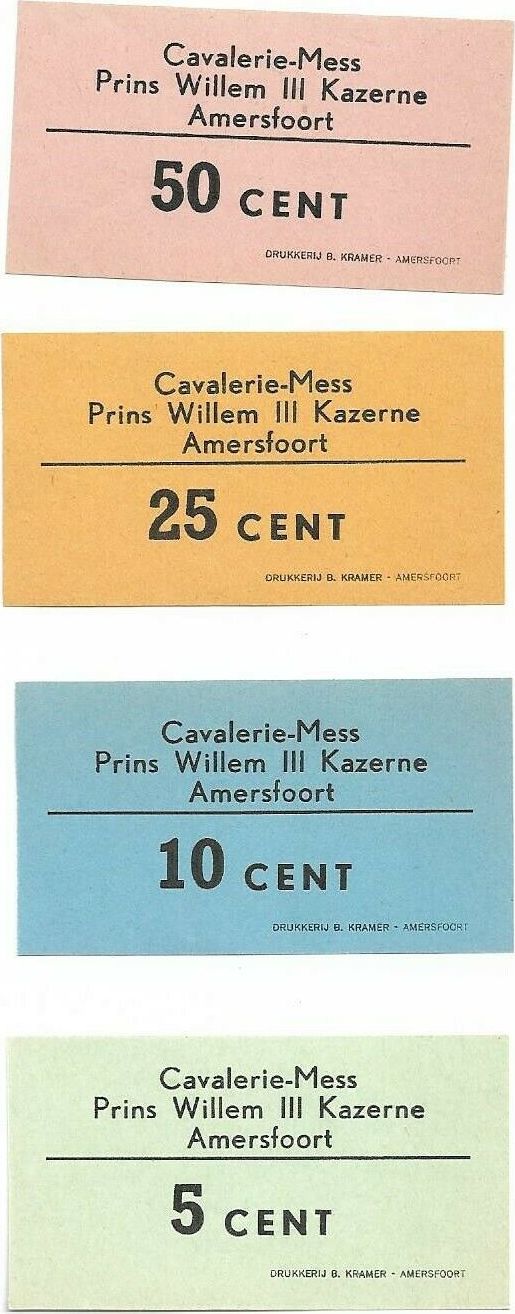 Cavalerie-Mess
Prins Willem III Kazerne
Amersfoort
50 CENT
DRUKKERIJ B. KRAMER - AMERSFOORT
Cavalerie-Mess
Prins Willem III Kazerne
Amersfoort
25 CENT
DRUKKERIJ B. KRAMER - AMERSFOORT
Cavalerie-Mess
Prins Willem III Kazerne
Amersfoort
10 CENT
DRUKKERIJ B. KRAMER - AMERSFOORT
Cavalerie-Mess
Prins Willem III Kazerne
Amersfoort
5 CENT
DRUKKERIJ B. KRAMER - AMERSFOORT